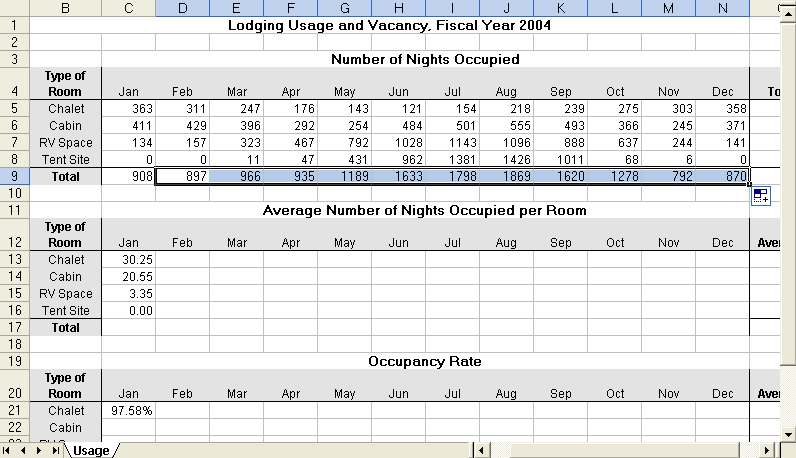 B C D E F G H I J K L M N
1 Lodging Usage and Vacancy, Fiscal Year 2004
2
3 Number of Nights Occupied
Type of
4 Room Jan Feb Mar Apr May Jun Jul Aug Sep Oct Nov Dec To
5 Chalet 363 311 247 176 143 121 154 218 239 275 303 358
6 Cabin 411 429 396 292 254 484 501 555 493 366 245 371
7 RV Space 134 157 323 467 792 1028 1143 1096 888 637 244 141
8 Tent Site 0 0 11 47 431 962 1381 1426 1011 68 6 0
9 Total 908 897 966 935 1189 1633 1798 1869 1620 1278 792 870
10
11 Average Number of Nights Occupied per Room
Type of
12 Room Jan Feb Mar Apr May Jun Jul Aug Sep Oct Nov Dec Aver
13 Chalet 30.25
14 Cabin 20.55
15 RV Space 3.35
16 Tent Site 0.00
17 Total
18
19 Occupancy Rate
Type of
20 Room Jan Feb Mar Apr May Jun Jul Aug Sep Oct Nov Dec Aver
21 Chalet 97.58%
22 Cabin
Usage